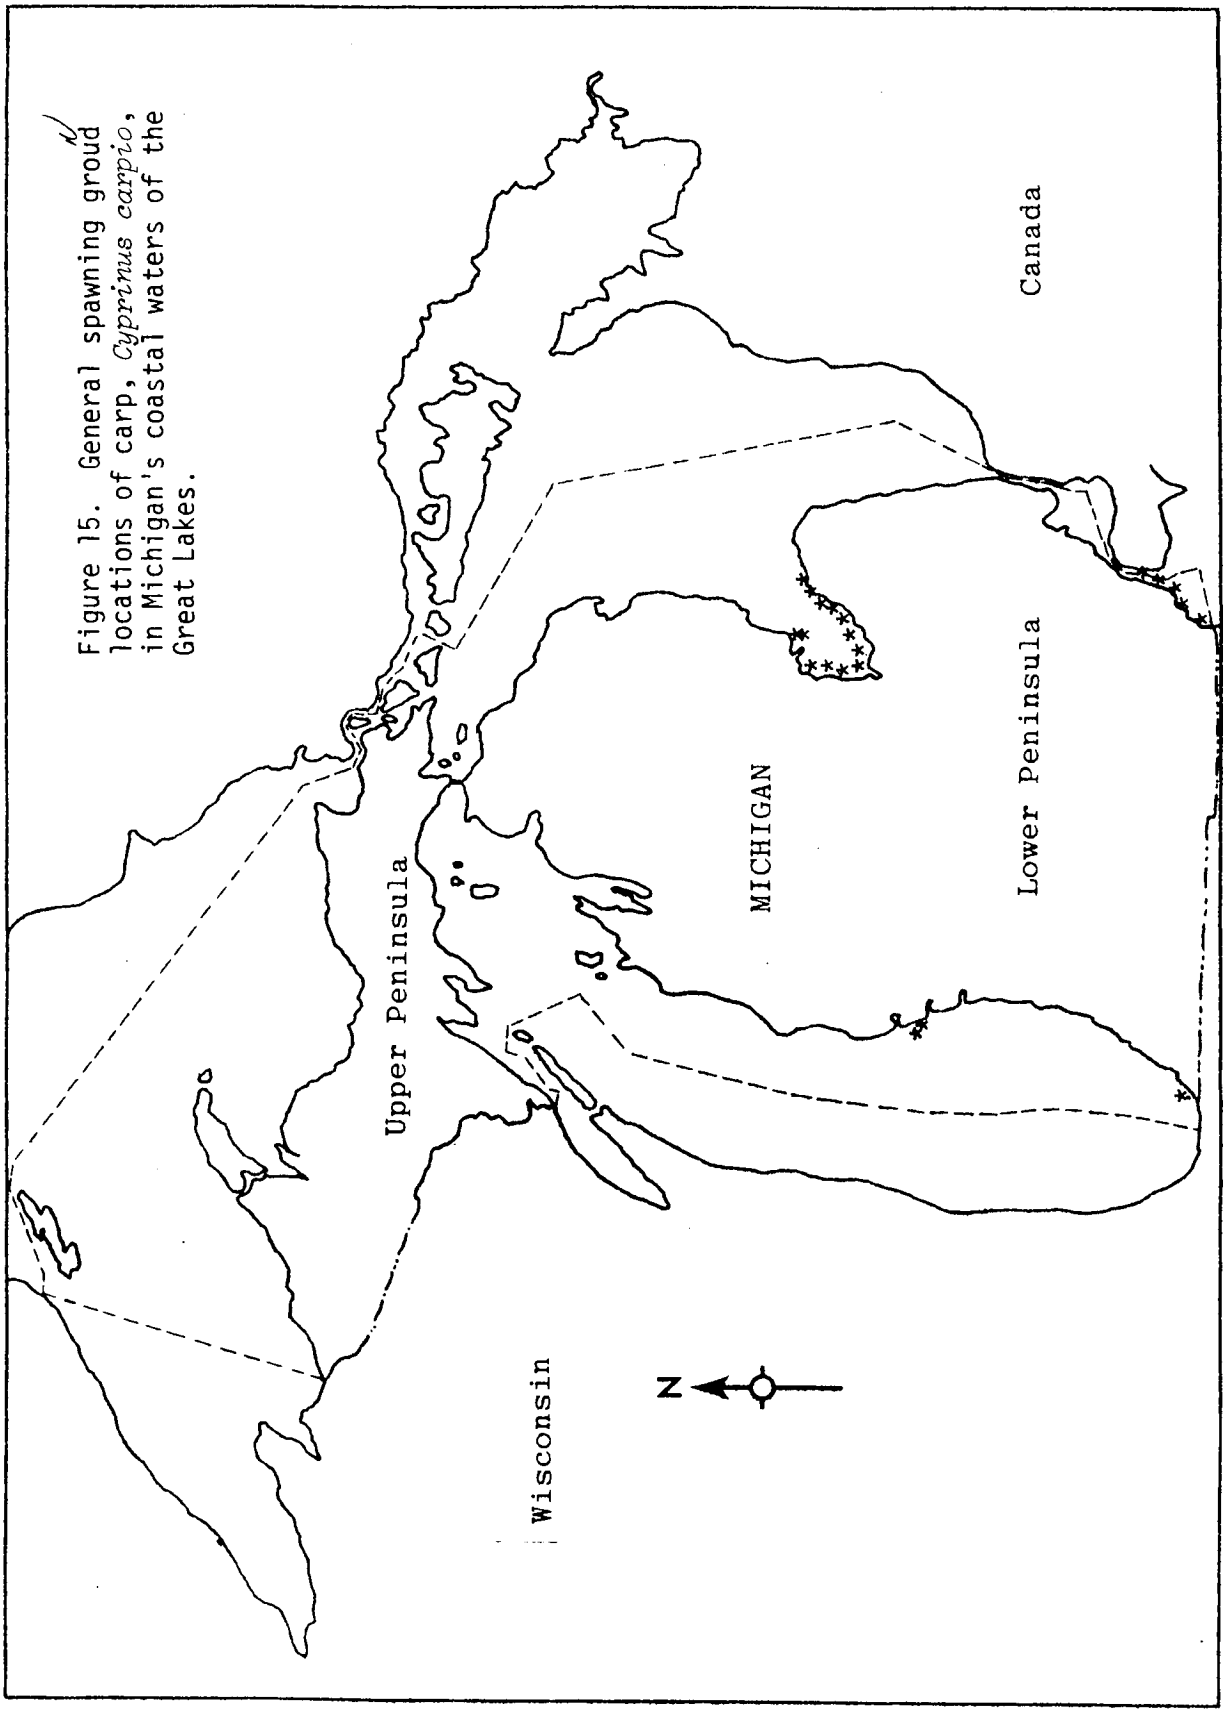 Figure 15. General spawning groud
locations of carp, Cyprinus carpio,
in Michigan's coastal waters of the
Great Lakes.
Upper Peninsula
Wisconsin
N
MICHIGAN
Lower Peninsula
Canada